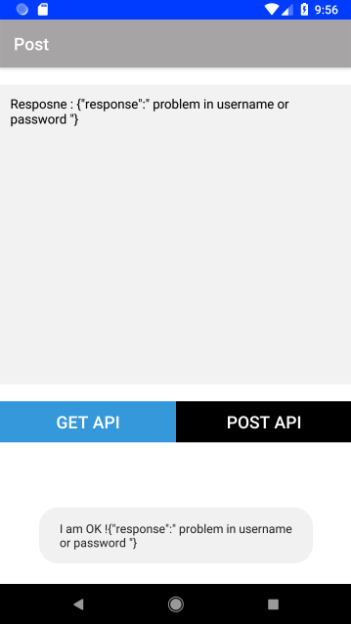 9:56
Post
Resposne : {"response":" problem in username or
password "}
GET API
POST API
I am OK !{"response":" problem in username
or password "}